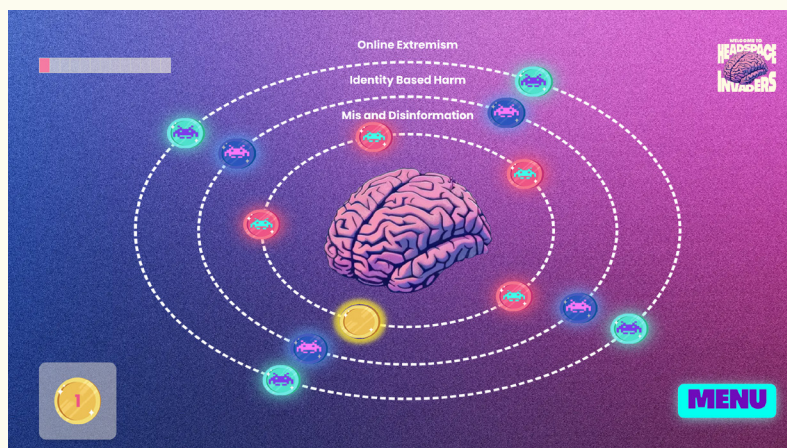 Online Extremism
Identity Based Harm
Mis and Disinformation
WELCOME TO
HEADSPACE
INVADERS
1
MENU